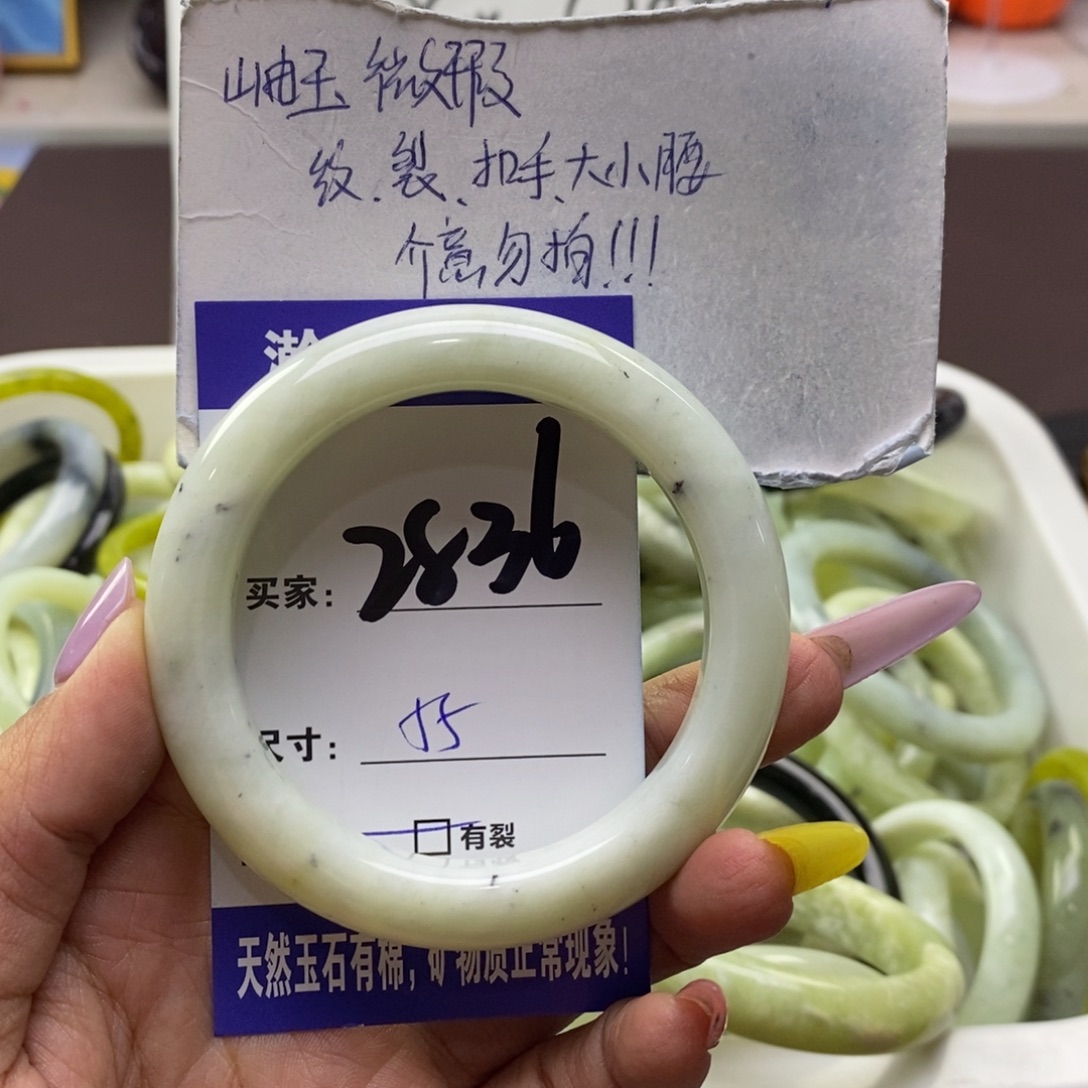 岫玉 微瑕
纹、裂、扣手、大小腰
介意勿拍!!!
买家: 2836
尺寸: 55
有裂
天然玉石有棉,矿物质正常现象!